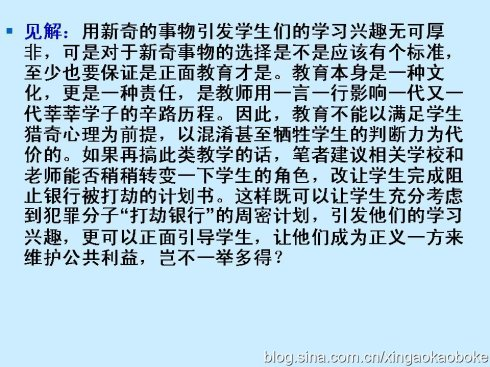 见解：用新奇的事物引发学生们的学习兴趣无可厚
非，可是对于新奇事物的选择是不是应该有个标准，
至少也要保证是正面教育才是。教育本身是一种文
化，更是一种责任，是教师用一言一行影响一代又一
代莘莘学子的辛路历程。因此，教育不能以满足学生
猎奇心理为前提，以混淆甚至牺牲学生的判断力为代
价的。如果再搞此类教学的话，笔者建议相关学校和
老师能否稍稍转变一下学生的角色，改让学生完成阻
止银行被打劫的计划书。这样既可以让学生充分考虑
到犯罪分子“打劫银行”的周密计划，引发他们的学习
兴趣，更可以正面引导学生，让他们成为正义一方来
维护公共利益，岂不一举多得？
blog.sina.com.cn/xingaokaoboke